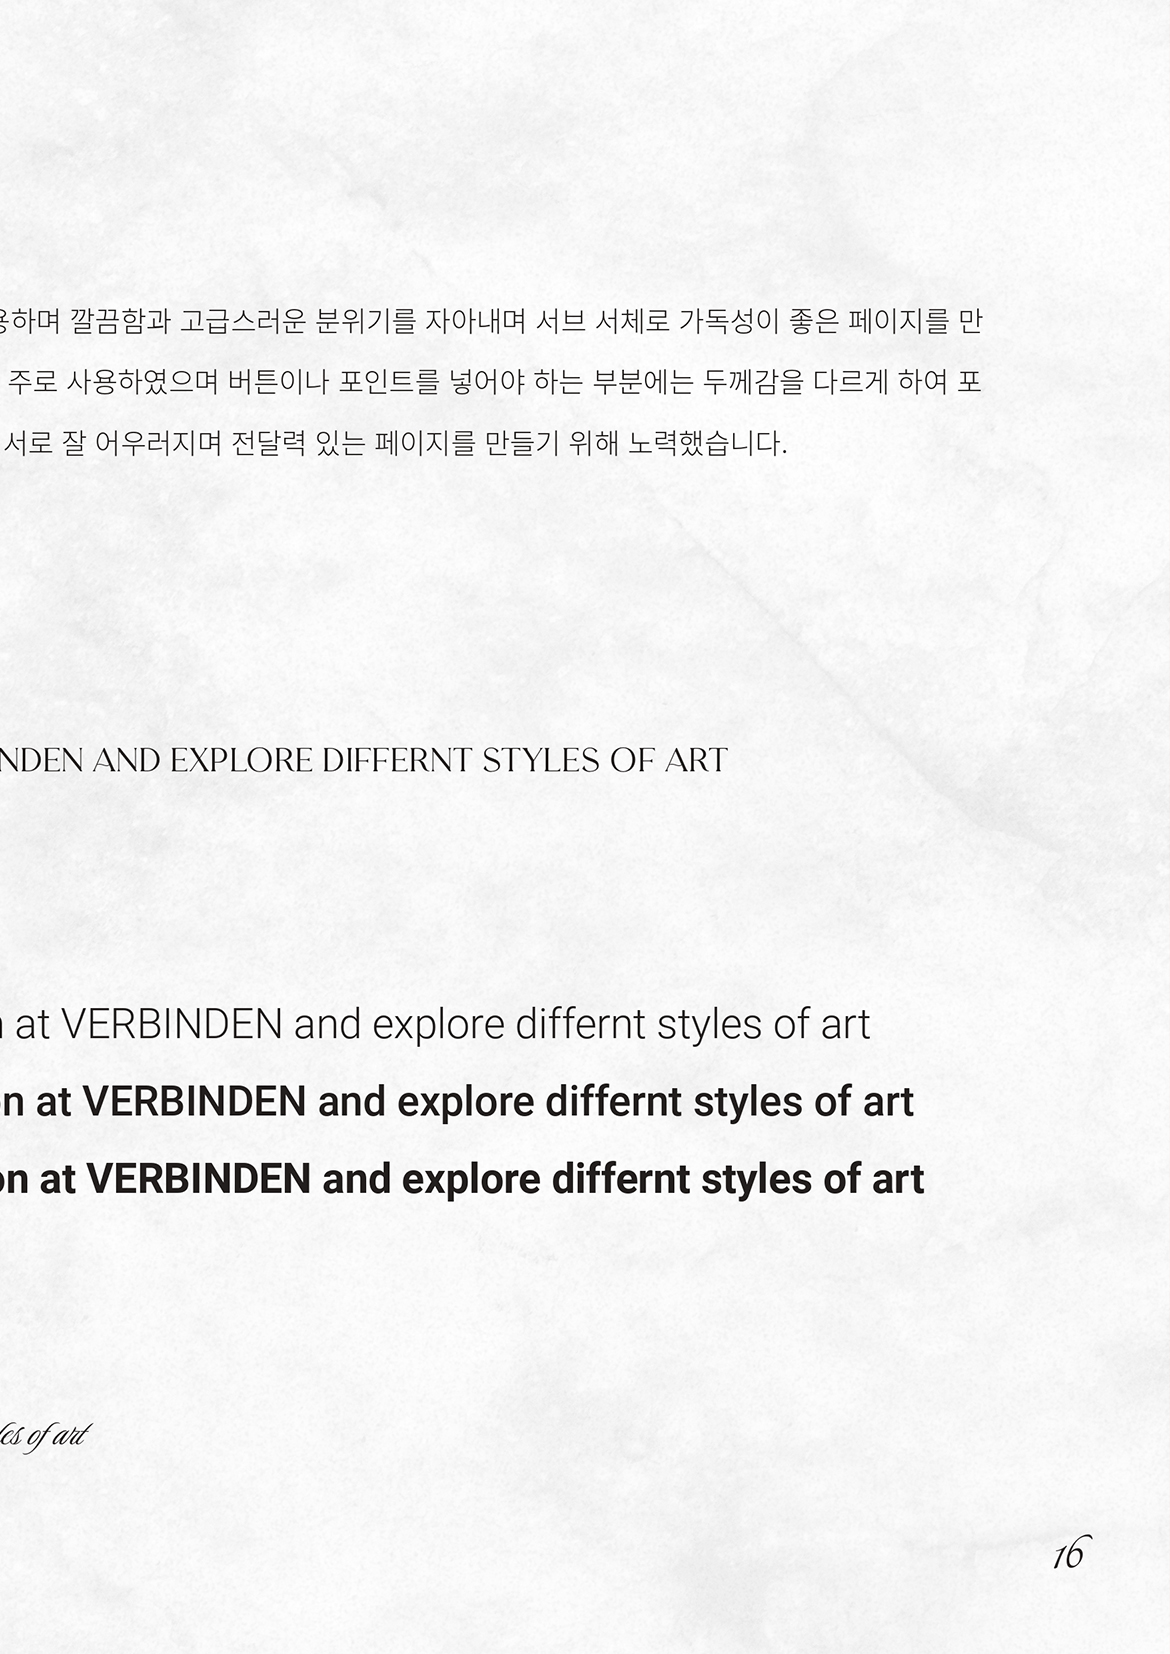 용하며 깔끔함과 고급스러운 분위기를 자아내며 서브 서체로 가독성이 좋은 페이지를 만
주로 사용하였으며 버튼이나 포인트를 넣어야 하는 부분에는 두께감을 다르게 하여 포
서로 잘 어우러지며 전달력 있는 페이지를 만들기 위해 노력했습니다.
NDEN AND EXPLORE DIFFERNT STYLES OF ART
at VERBINDEN and explore differnt styles of art
on at VERBINDEN and explore differnt styles of art
on at VERBINDEN and explore differnt styles of art
les of art
16